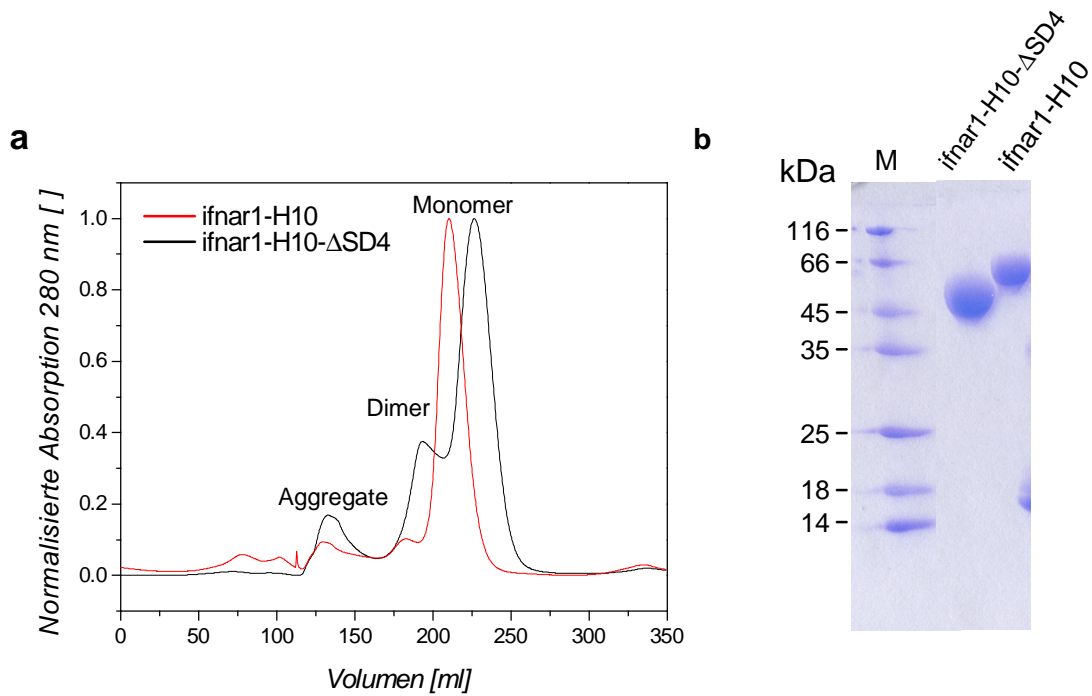 a
Normalisierte Absorption 280 nm [ ]
1.0
0.8
0.6
0.4
0.2
0.0
ifnar1-H10
ifnar1-H10-ΔSD4
Monomer
Dimer
Aggregate
0
50
100
150
200
250
300
350
Volumen [ml]
b
kDa
M
ifnar1-H10-ΔSD4
ifnar1-H10
116
66
45
35
25
18
14